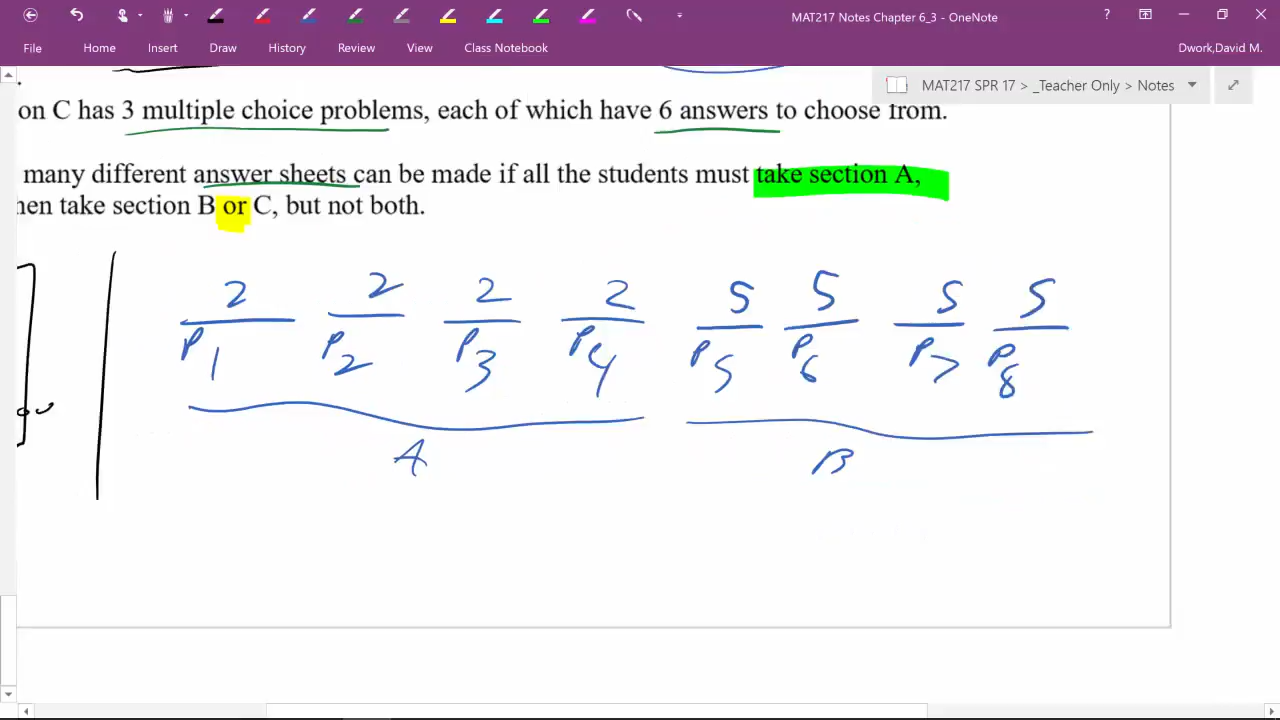 MAT217 Notes Chapter 6_3 - OneNote
File Home Insert Draw History Review View Class Notebook Dwork,David M.
MAT217 SPR 17 > _Teacher Only > Notes
on C has 3 multiple choice problems, each of which have 6 answers to choose from.
many different answer sheets can be made if all the students must take section A,
hen take section B or C, but not both.
2 2 2 2 5 5 5 5
P1 P2 P3 P4 P5 P6 P7 P8
A B